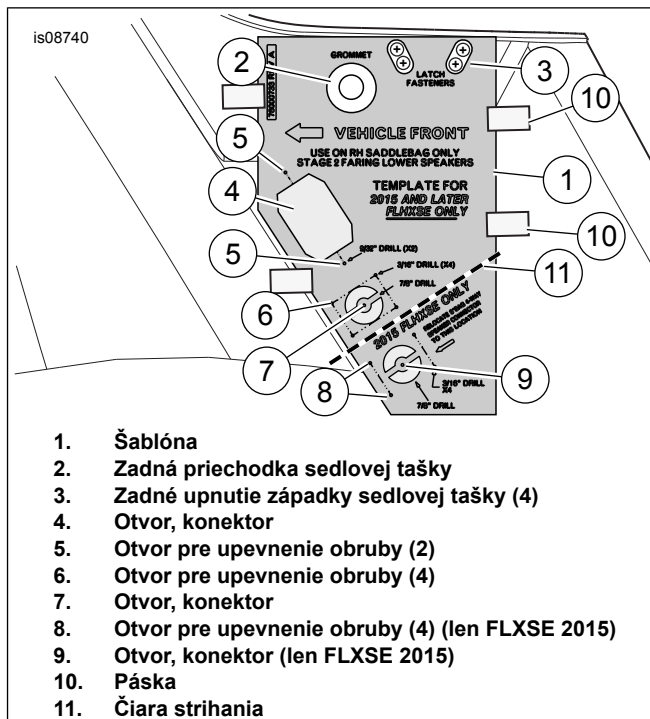 is08740
GROMMET
LATCH
FASTENERS
2
3
10
5
VEHICLE FRONT
USE ON RH SADDLEBAG ONLY
STAGE 2 FARING LOWER SPEAKERS
1
4
TEMPLATE FOR
2015 AND LATER
FLHXSE ONLY
10
5
9/32" DRILL (X2)
3/16" DRILL (X4)
11
6
7/8" DRILL
2015 FLHXSE ONLY
TO THIS LOCATION
7
8
9
3/16" DRILL
X4
7/8" DRILL
1. Šablóna
2. Zadná priechodka sedlovej tašky
3. Zadné upnutie západky sedlovej tašky (4)
4. Otvor, konektor
5. Otvor pre upevnenie obruby (2)
6. Otvor pre upevnenie obruby (4)
7. Otvor, konektor
8. Otvor pre upevnenie obruby (4) (len FLXSE 2015)
9. Otvor, konektor (len FLXSE 2015)
10. Páska
11. Čiara strihania